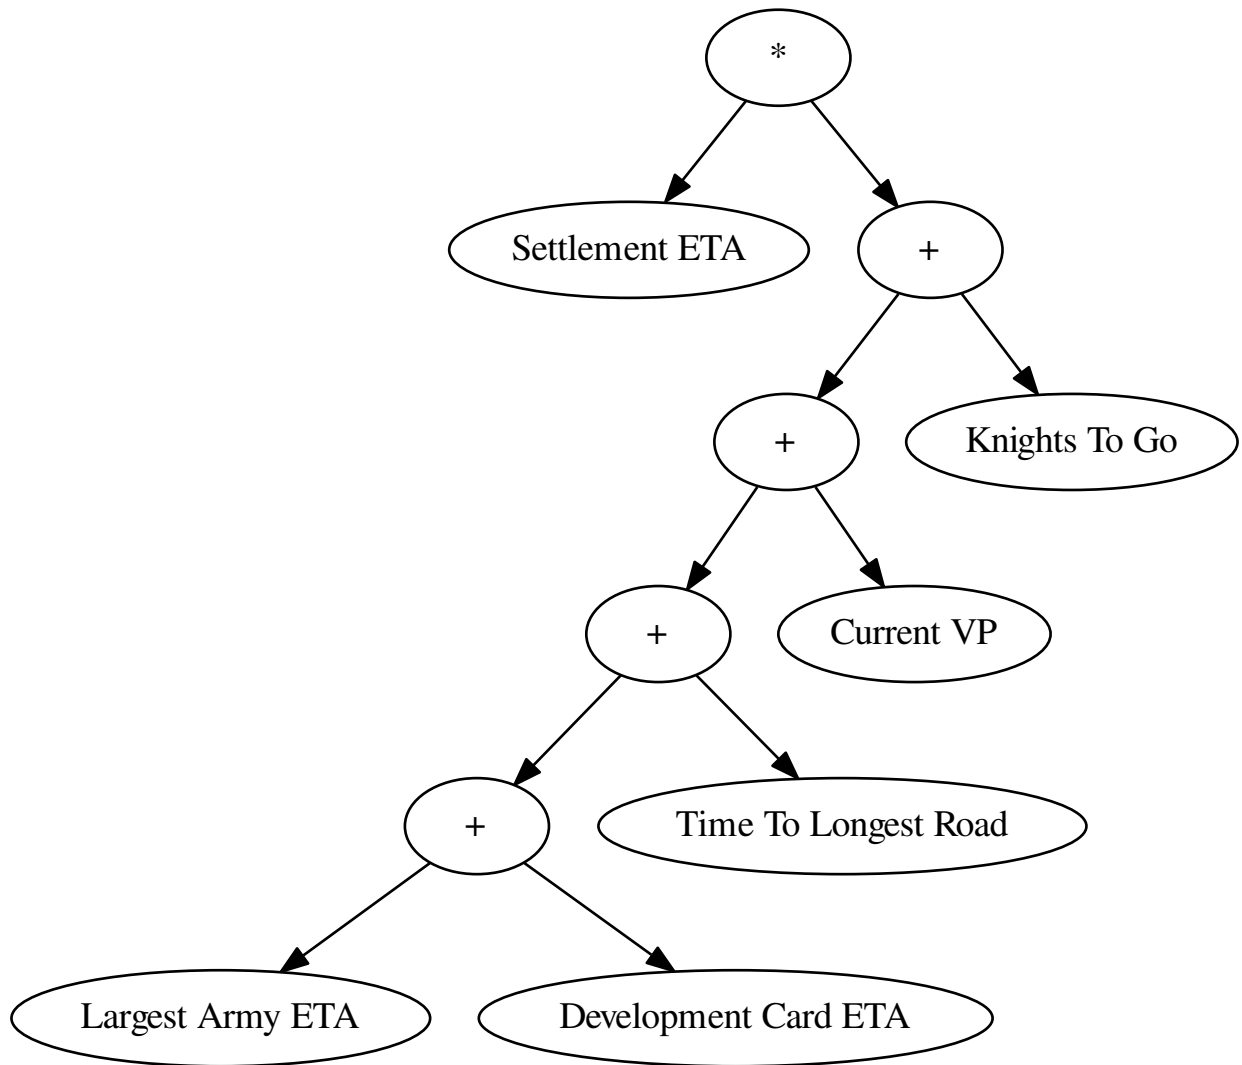 *
Settlement ETA
+
+
Knights To Go
+
Current VP
+
Time To Longest Road
Largest Army ETA
Development Card ETA